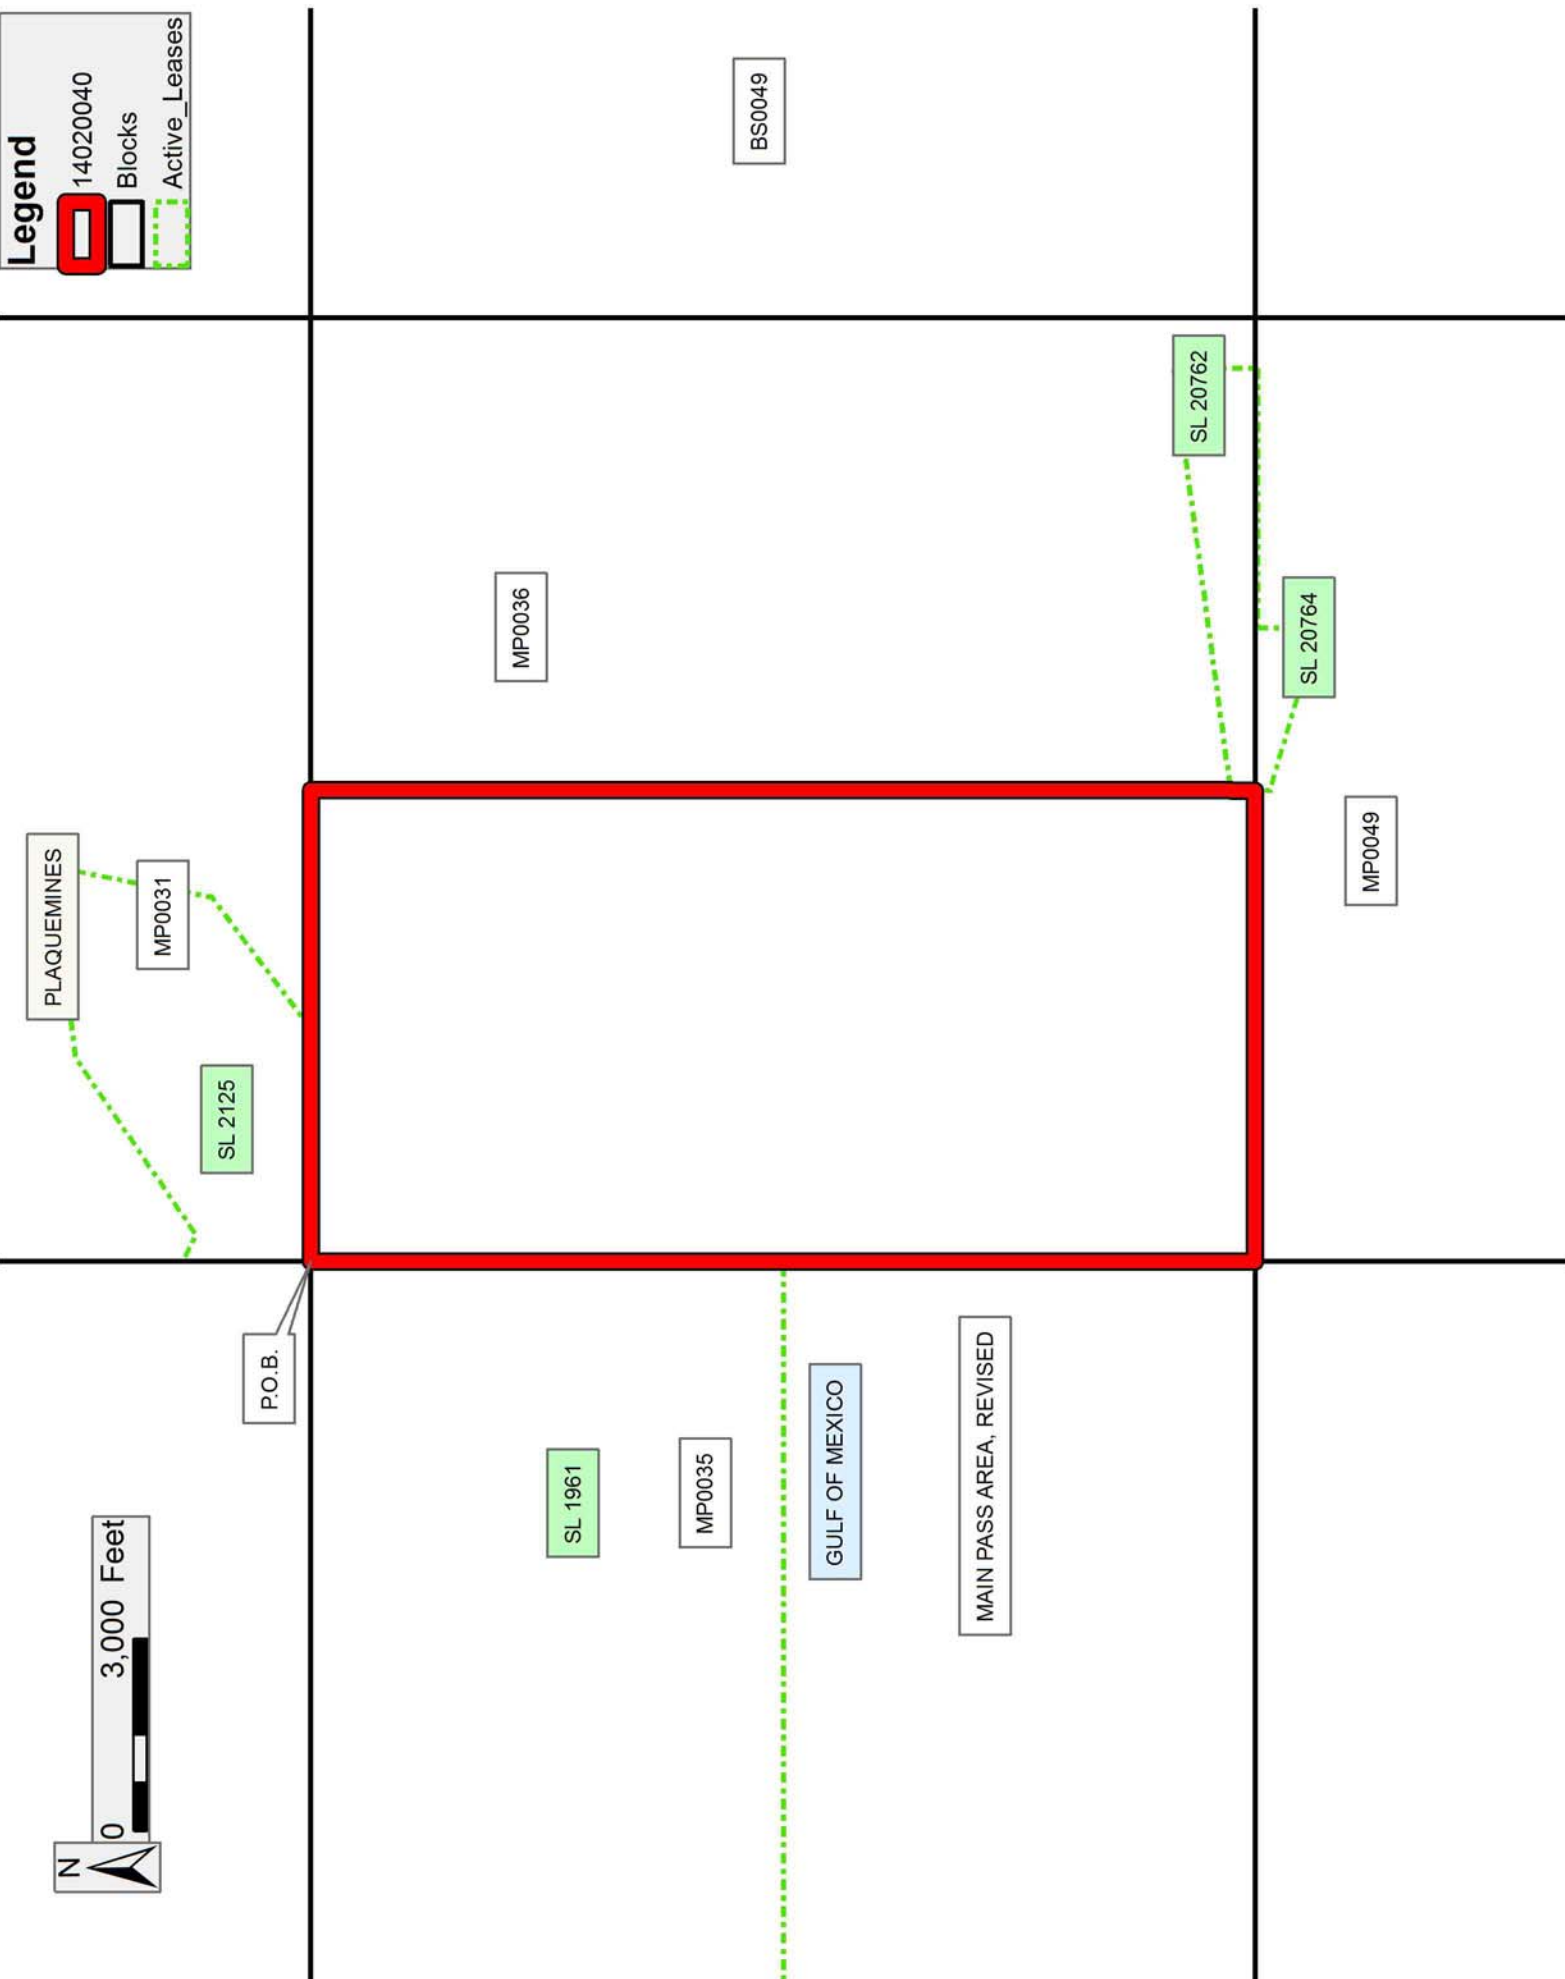 N
0 3,000 Feet
PLAQUEMINES
Legend
14020040
Blocks
Active_Leases
MP0031
SL 2125
P.O.B.
MP0036
SL 1961
MP0035
BS0049
GULF OF MEXICO
MAIN PASS AREA, REVISED
SL 20762
SL 20764
MP0049